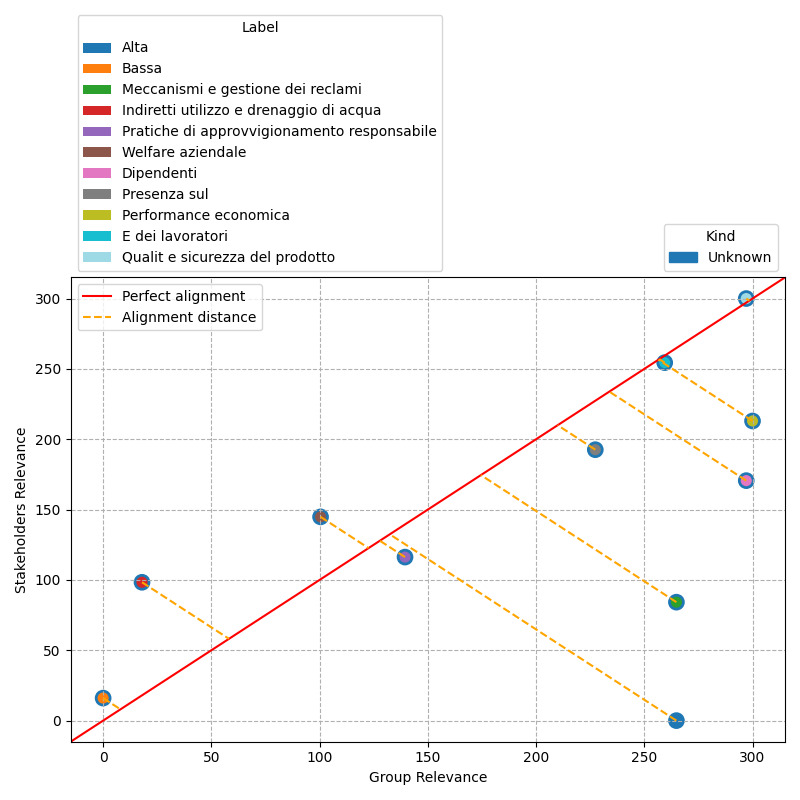 Label
Alta
Bassa
Meccanismi e gestione dei reclami
Indiretti utilizzo e drenaggio di acqua
Pratiche di approvvigionamento responsabile
Welfare aziendale
Dipendenti
Presenza sul
Performance economica
E dei lavoratori
Qualit e sicurezza del prodotto
Kind
Unknown
Perfect alignment
Alignment distance
300
250
200
150
100
50
0
Stakeholders Relevance
0 50 100 150 200 250 300
Group Relevance